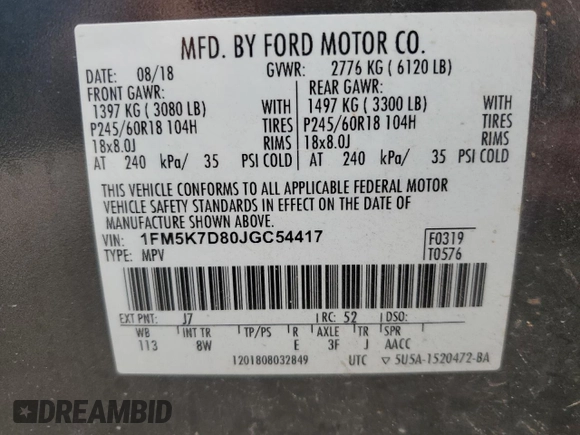 MFD. BY FORD MOTOR CO.
DATE: 08/18 GVWR: 2776 KG ( 6120 LB)
FRONT GAWR: REAR GAWR:
1397 KG ( 3080 LB) WITH 1497 KG ( 3300 LB) WITH
P245/60R18 104H TIRES P245/60R18 104H TIRES
18x8.0J RIMS 18x8.0J RIMS
AT 240 kPa/ 35 PSI COLD AT 240 kPa/ 35 PSI COLD
THIS VEHICLE CONFORMS TO ALL APPLICABLE FEDERAL MOTOR
VEHICLE SAFETY STANDARDS IN EFFECT ON THE DATE OF
MANUFACTURE SHOWN ABOVE.
VIN: 1FM5K7D80JGC54417 F0319
TYPE: MPV T0576
EXT PNT: J7 RC: 52 DSO:
WB INT TR TP/PS R AXLE TR SPR
113 8W E 3F J AACC
1201808032849 UTC ▽ 5U5A-1520472-BA
DREAMBID